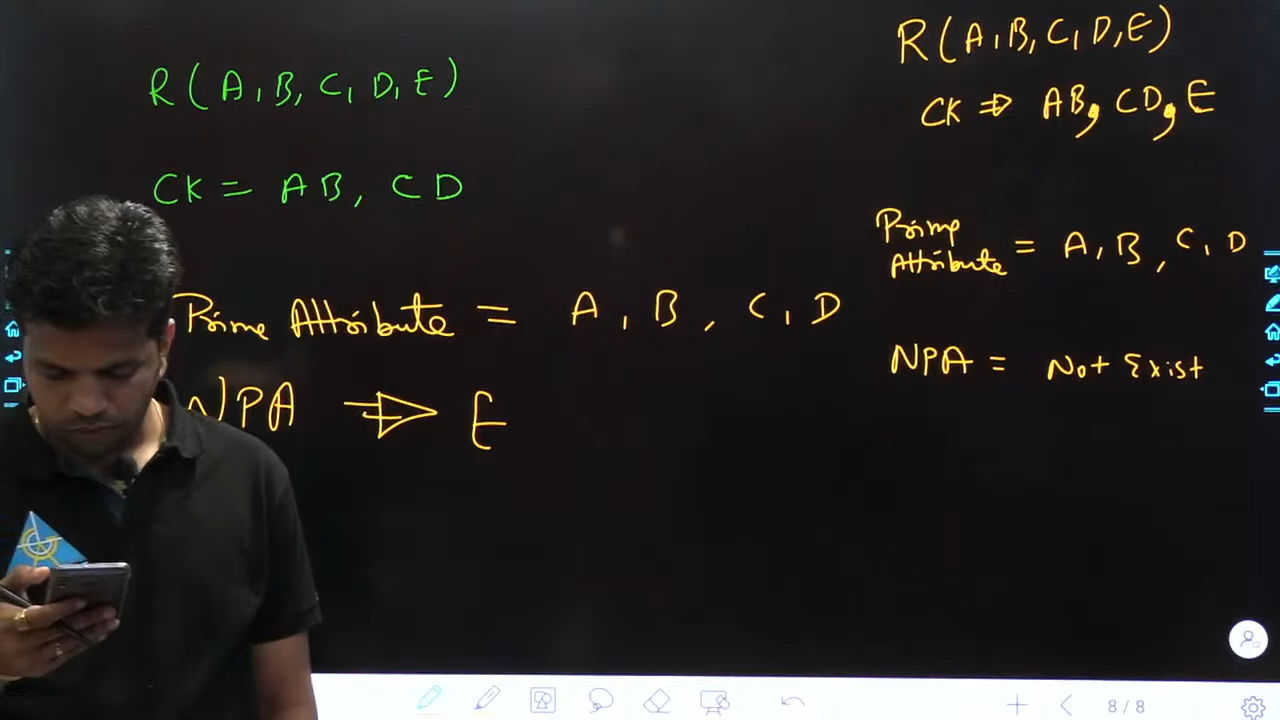 R(A,B,C,D,E)
CK = AB, CD
Prime Attribute = A, B, C, D
NPA ⇒ E
R(A,B,C,D,E)
CK ⇒ AB, CD, E
Prime
Attribute = A, B, C, D
NPA = Not Exist
8/8